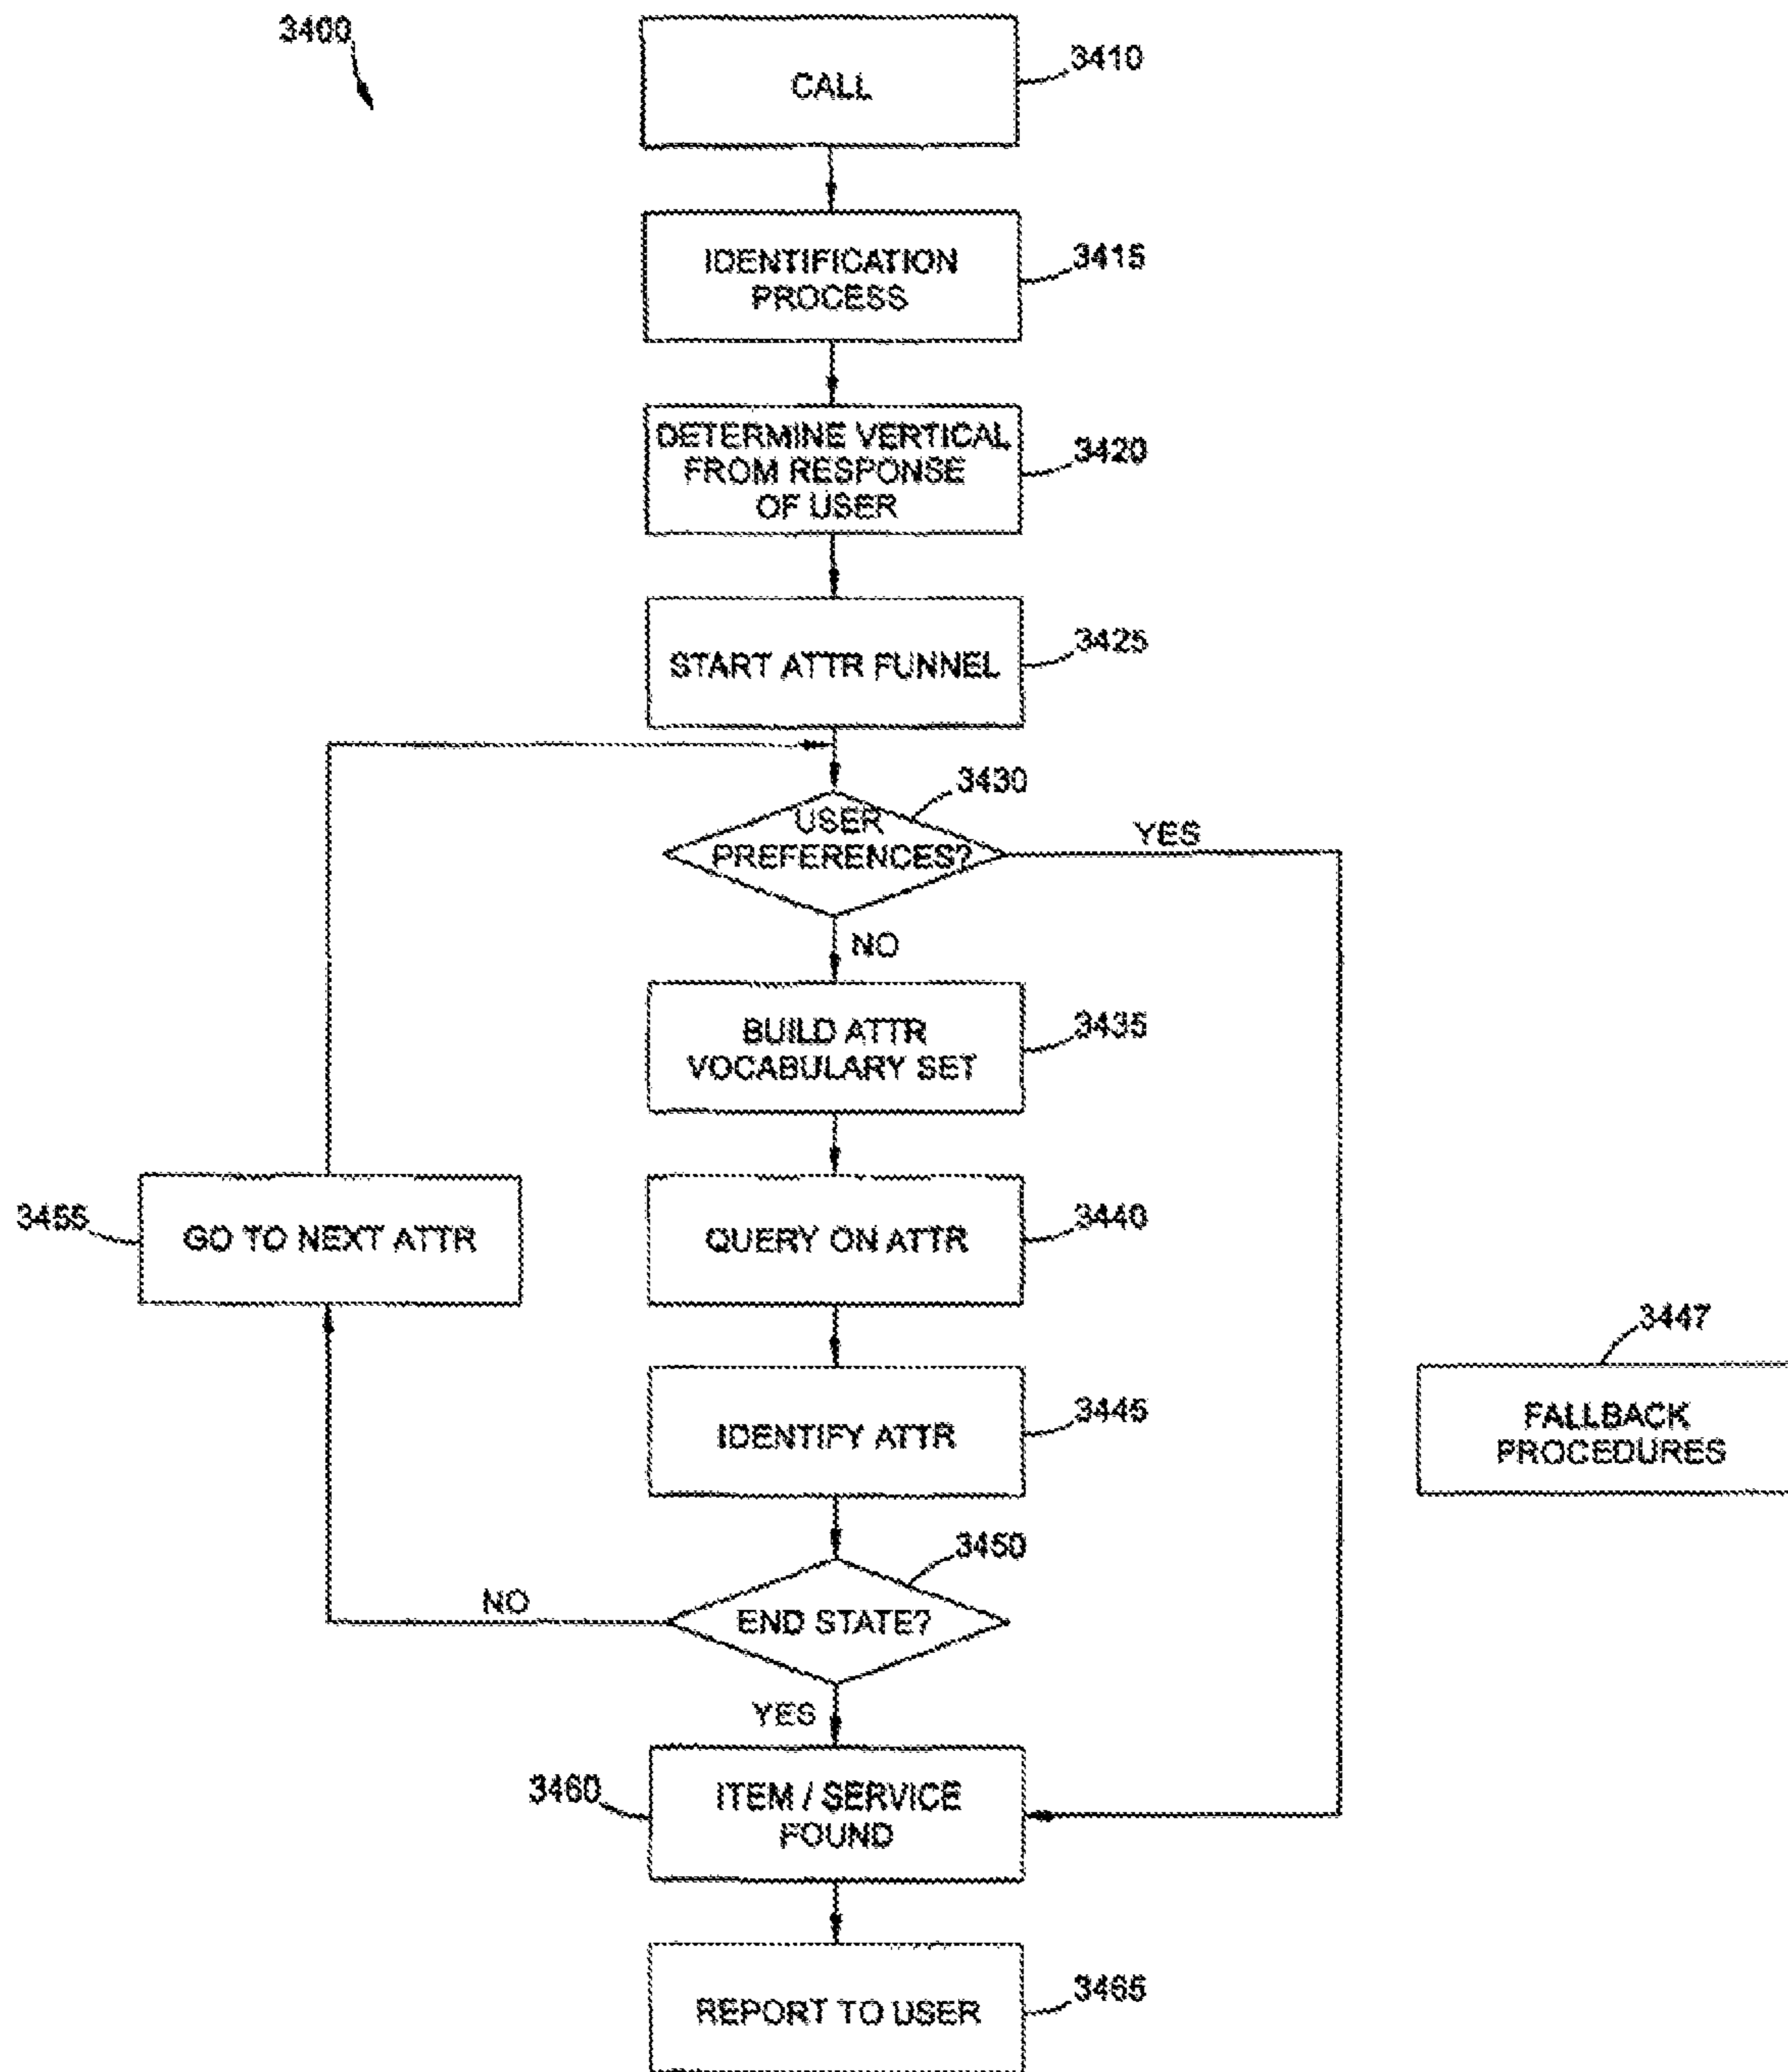 3400
CALL
3410
IDENTIFICATION
PROCESS
3415
DETERMINE VERTICAL
FROM RESPONSE
OF USER
3420
START ATTR FUNNEL
3425
3430
USER
PREFERENCES?
YES
NO
BUILD ATTR
VOCABULARY SET
3435
3455
GO TO NEXT ATTR
QUERY ON ATTR
3440
3447
FALLBACK
PROCEDURES
IDENTIFY ATTR
3445
3450
END STATE?
NO
YES
3460
ITEM / SERVICE
FOUND
REPORT TO USER
3465